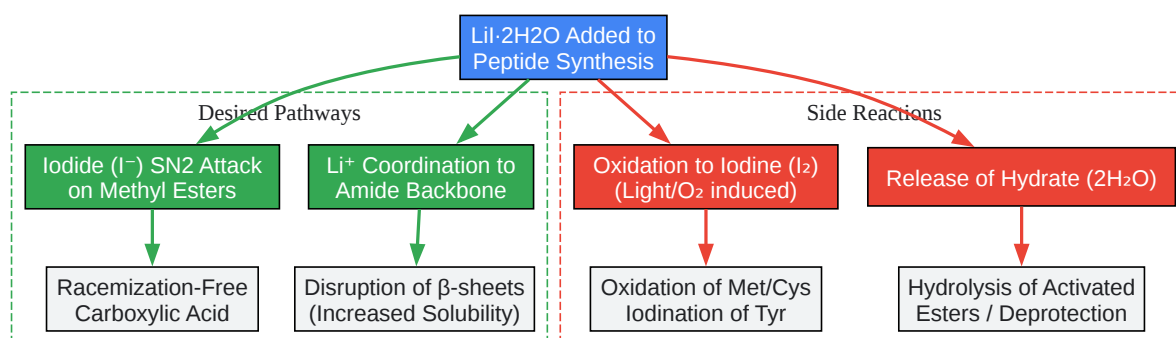 LiI·2H2O Added to
Peptide Synthesis
Desired Pathways
Side Reactions
Iodide (I⁻) SN2 Attack
on Methyl Esters
Li⁺ Coordination to
Amide Backbone
Oxidation to Iodine (I₂)
(Light/O₂ induced)
Release of Hydrate (2H₂O)
Racemization-Free
Carboxylic Acid
Disruption of β-sheets
(Increased Solubility)
Oxidation of Met/Cys
Iodination of Tyr
Hydrolysis of Activated
Esters / Deprotection